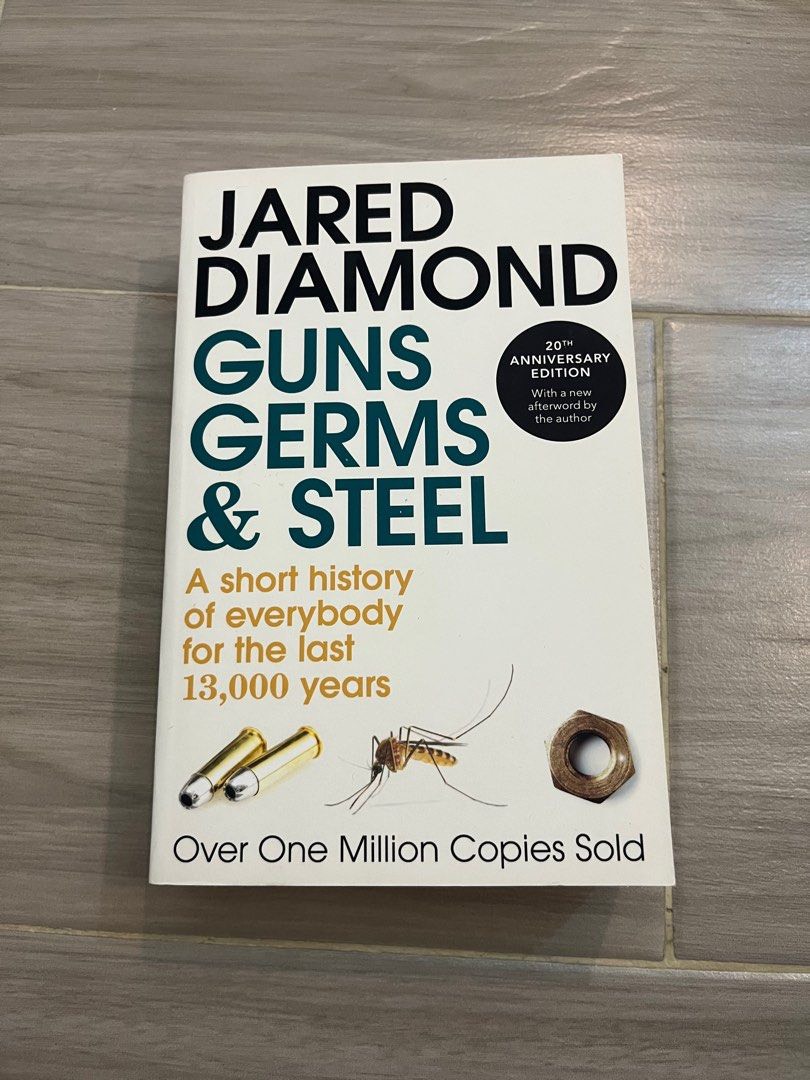 JARED
DIAMOND
GUNS
GERMS
& STEEL
20TH
ANNIVERSARY
EDITION
With a new
afterword by
the author
A short history
of everybody
for the last
13,000 years
Over One Million Copies Sold